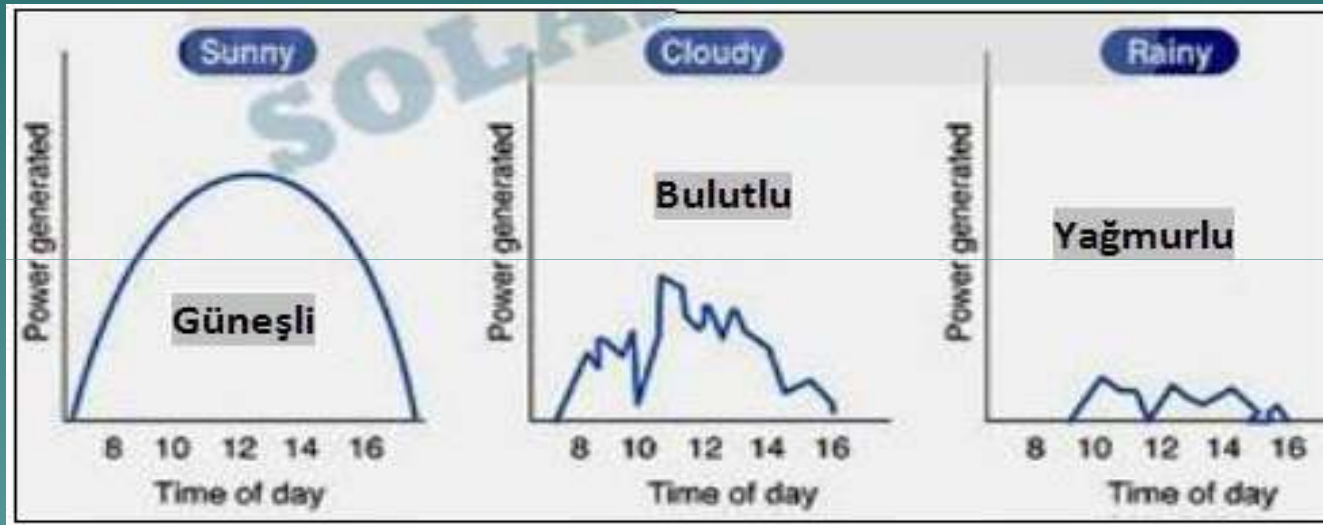 Sunny
Power generated
Güneşli
8 10 12 14 16
Time of day
Cloudy
Power generated
Bulutlu
8 10 12 14 16
Time of day
Rainy
Power generated
Yağmurlu
8 10 12 14 16
Time of day